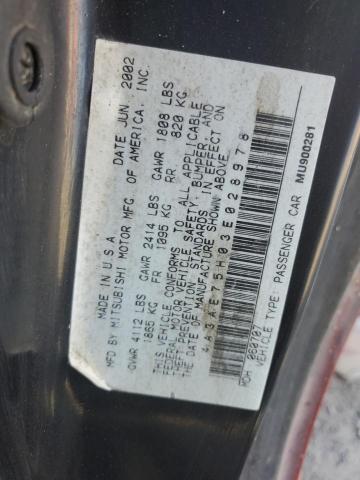 MADE IN U S A
MFD BY MITSUBISHI MOTOR MFG. OF AMERICA, INC.
DATE JUN 2002
GVWR 4112 LBS GAWR 2414 LBS GAWR 1808 LBS
1865 KG FR 1095 KG RR. 820 KG
THIS VEHICLE CONFORMS TO ALL APPLICABLE
FEDERAL MOTOR VEHICLE SAFETY, BUMPER, AND
THEFT PREVENTION STANDARDS IN EFFECT ON
THE DATE OF MANUFACTURE SHOWN ABOVE
4A3AE75H03E028978
MDH 060707
VEHICLE TYPE: PASSENGER CAR MU900281